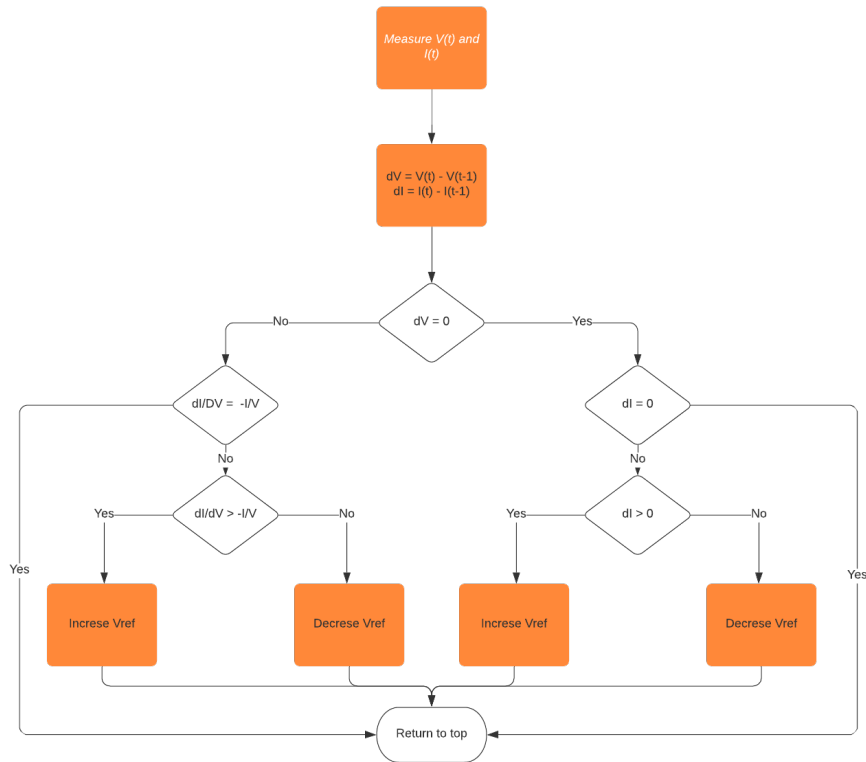 Measure V(t) and
I(t)
dV = V(t) - V(t-1)
dI = I(t) - I(t-1)
dV = 0
No
Yes
dI/DV =  -I/V
dI = 0
No
No
dI/dV > -I/V
dI > 0
Yes
No
Yes
No
Yes
Yes
Increse Vref
Decrese Vref
Increse Vref
Decrese Vref
Return to top